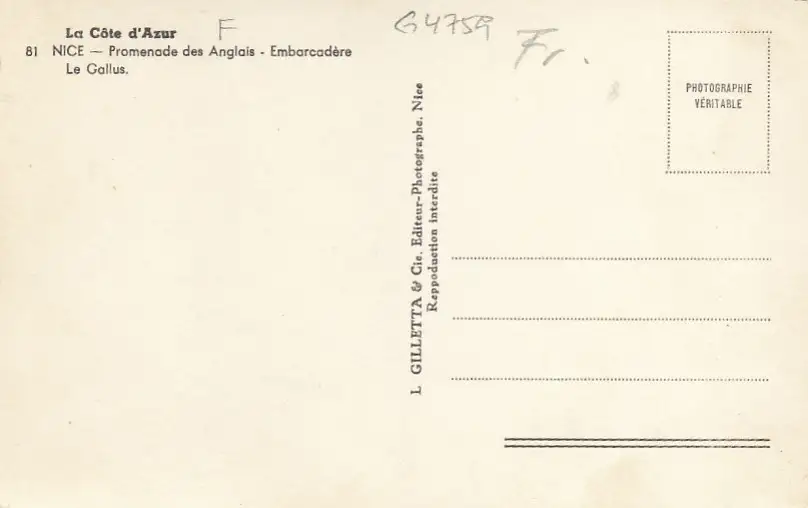 La Côte d'Azur F
81 NICE — Promenade des Anglais - Embarcadère
Le Gallus.
G4759
Fr.
PHOTOGRAPHIE
VÉRITABLE
L GILLETTA & Cie. Editeur-Photographe. Nice
Reppoduction interdite